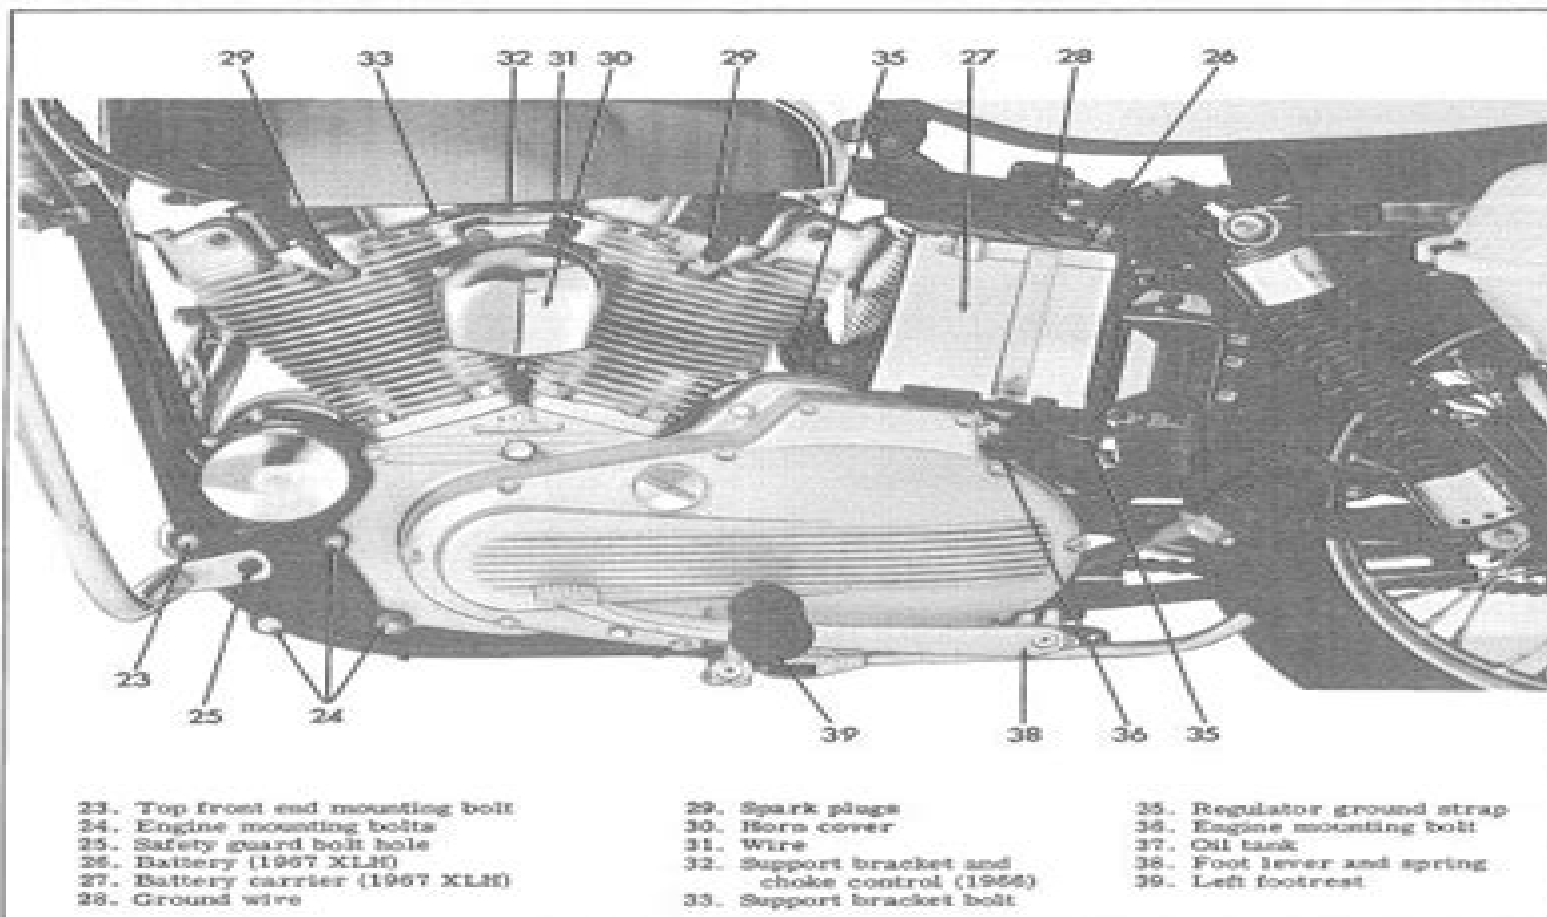 29 33 32 31 30 29 35 27 28 26
23
25 24
39 38 36 35
23. Top front end mounting bolt
24. Engine mounting bolts
25. Safety guard bolt hole
26. Battery (1967 XLH)
27. Battery carrier (1967 XLH)
28. Ground wire
29. Spark plugs
30. Horn cover
31. Wire
32. Support bracket and
choke control (1966)
33. Support bracket bolt
35. Regulator ground strap
36. Engine mounting bolt
37. Oil tank
38. Foot lever and spring
39. Left footrest